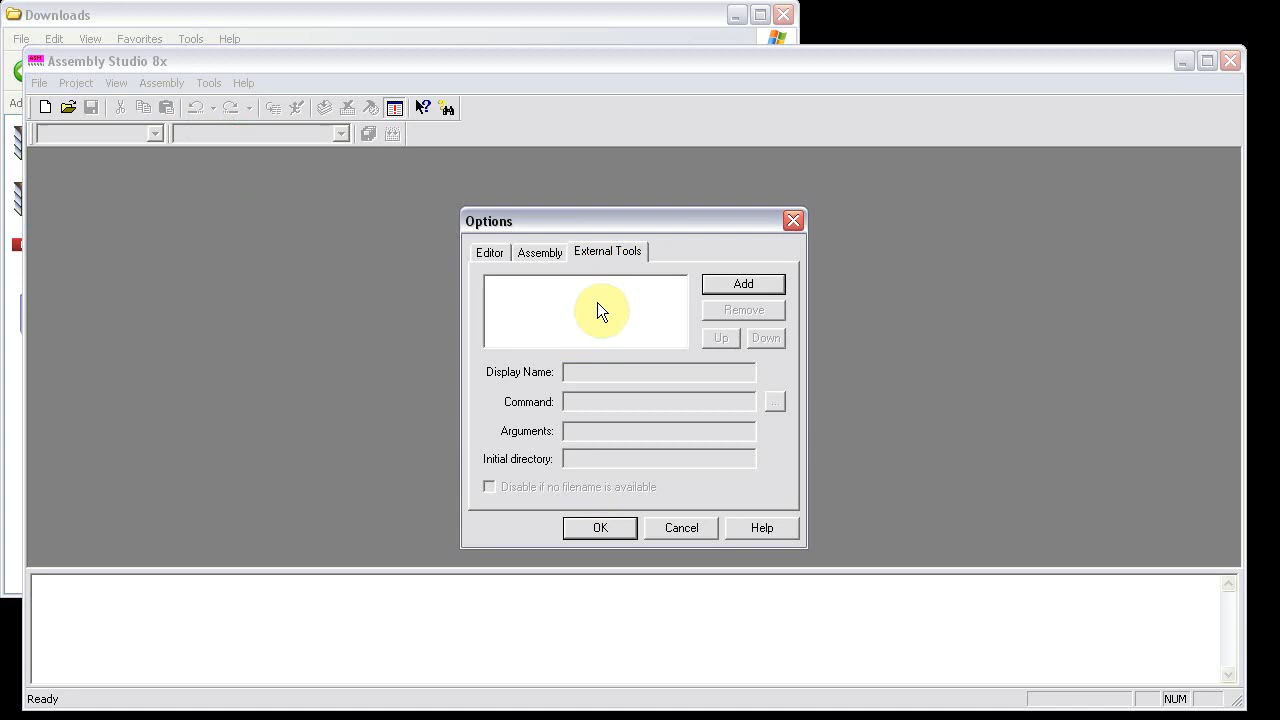 Downloads
File Edit View Favorites Tools Help
ASM Assembly Studio 8x
File Project View Assembly Tools Help
Options
Editor Assembly External Tools
Add
Remove
Up Down
Display Name:
Command: ...
Arguments:
Initial directory:
Disable if no filename is available
OK Cancel Help
Ready NUM